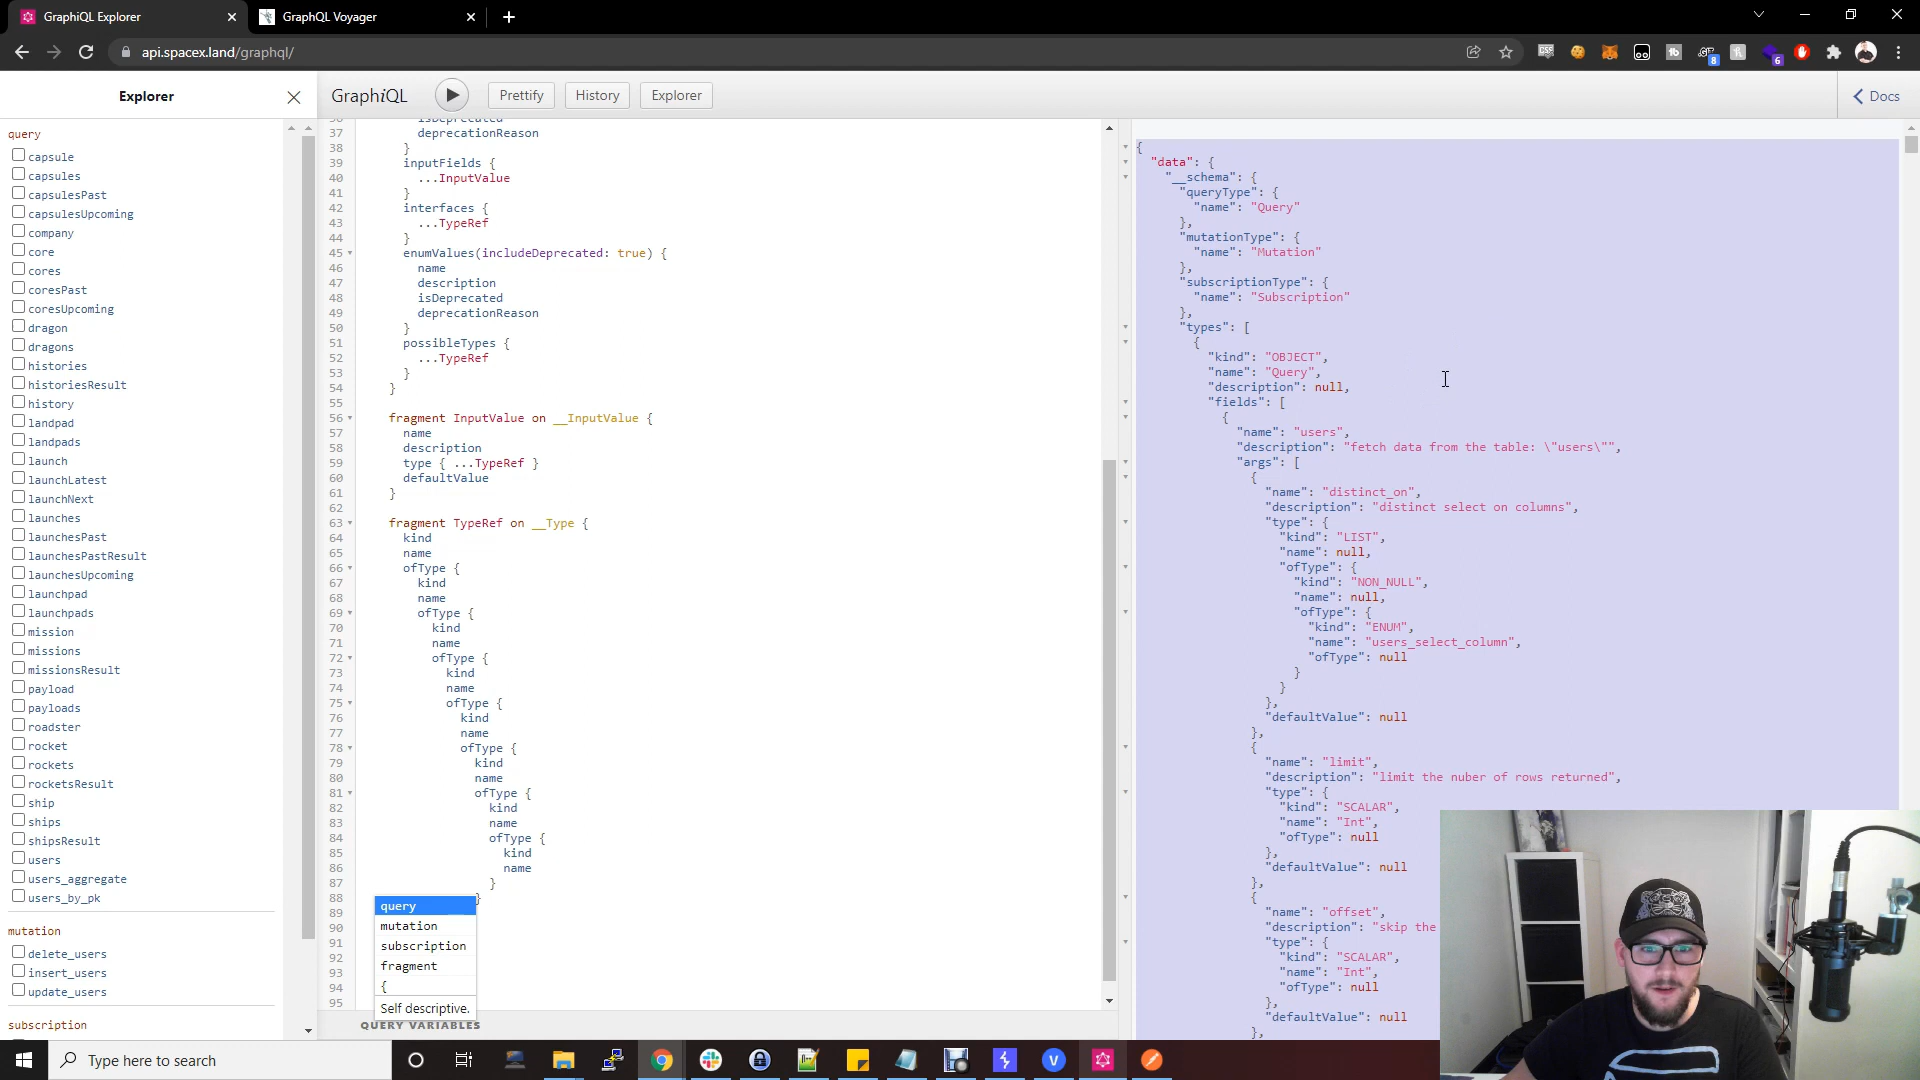 GraphiQL Explorer
GraphQL Voyager
api.spacex.land/graphql/
Explorer
GraphiQL
Prettify
History
Explorer
Docs
query
capsule
capsules
capsulesPast
capsulesUpcoming
company
core
cores
coresPast
coresUpcoming
dragon
dragons
histories
historiesResult
history
landpad
landpads
launch
launchLatest
launchNext
launches
launchesPast
launchesPastResult
launchesUpcoming
launchpad
launchpads
mission
missions
missionsResult
payload
payloads
roadster
rocket
rockets
rocketsResult
ship
ships
shipsResult
users
users_aggregate
users_by_pk
mutation
delete_users
insert_users
update_users
subscription
36 isDeprecated
37 deprecationReason
38 }
39 inputFields {
40 ...InputValue
41 }
42 interfaces {
43 ...TypeRef
44 }
45 enumValues(includeDeprecated: true) {
46 name
47 description
48 isDeprecated
49 deprecationReason
50 }
51 possibleTypes {
52 ...TypeRef
53 }
54 }
55
56 fragment InputValue on __InputValue {
57 name
58 description
59 type { ...TypeRef }
60 defaultValue
61 }
62
63 fragment TypeRef on __Type {
64 kind
65 name
66 ofType {
67 kind
68 name
69 ofType {
70 kind
71 name
72 ofType {
73 kind
74 name
75 ofType {
76 kind
77 name
78 ofType {
79 kind
80 name
81 ofType {
82 kind
83 name
84 ofType {
85 kind
86 name
87 }
88 }
89
90
91
92
93
94
95
query
mutation
subscription
fragment
{
Self descriptive.
QUERY VARIABLES
{
"data": {
"__schema": {
"queryType": {
"name": "Query"
},
"mutationType": {
"name": "Mutation"
},
"subscriptionType": {
"name": "Subscription"
},
"types": [
{
"kind": "OBJECT",
"name": "Query",
"description": null,
"fields": [
{
"name": "users",
"description": "fetch data from the table: \"users\"",
"args": [
{
"name": "distinct_on",
"description": "distinct select on columns",
"type": {
"kind": "LIST",
"name": null,
"ofType": {
"kind": "NON_NULL",
"name": null,
"ofType": {
"kind": "ENUM",
"name": "users_select_column",
"ofType": null
}
}
},
"defaultValue": null
},
{
"name": "limit",
"description": "limit the nuber of rows returned",
"type": {
"kind": "SCALAR",
"name": "Int",
"ofType": null
},
"defaultValue": null
},
{
"name": "offset",
"description": "skip the
"type": {
"kind": "SCALAR",
"name": "Int",
"ofType": null
},
"defaultValue": null
},
Type here to search